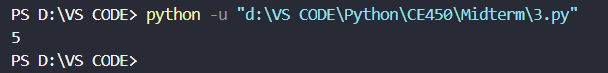 PS D:\VS CODE> python -u "d:\VS CODE\Python\CE450\Midterm\3.py"
5
PS D:\VS CODE>